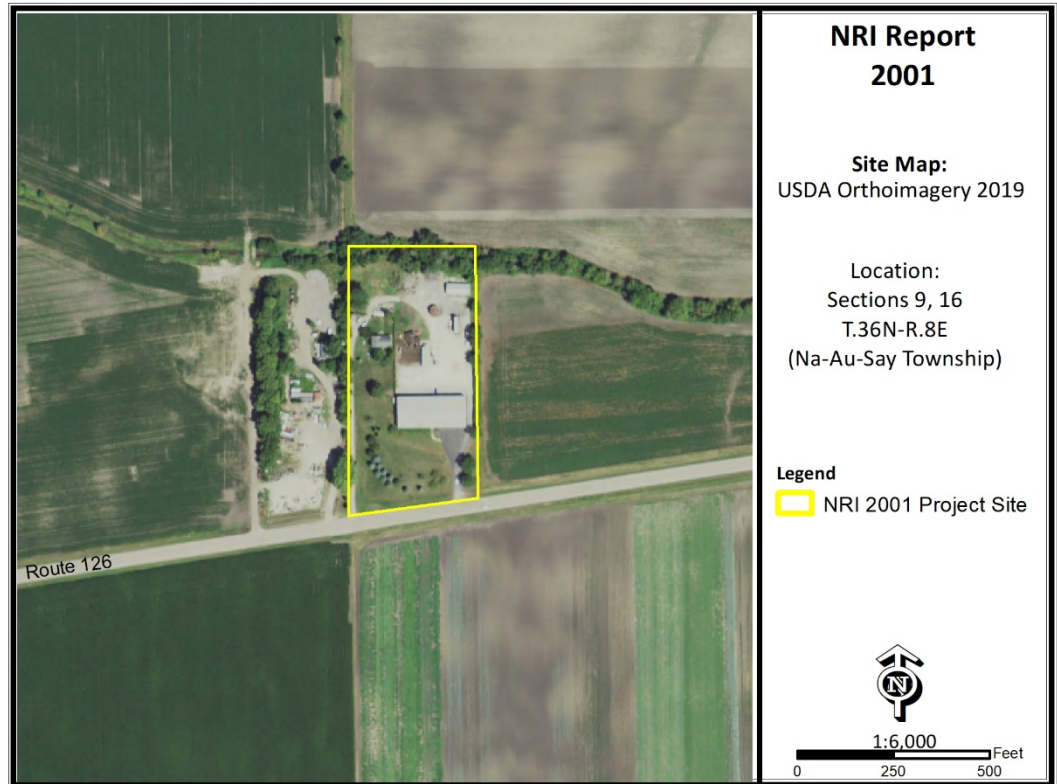 NRI Report
2001
Site Map:
USDA Orthoimagery 2019
Location:
Sections 9, 16
T.36N-R.8E
(Na-Au-Say Township)
Legend
NRI 2001 Project Site
Route 126
N
1:6,000
Feet
0 250 500